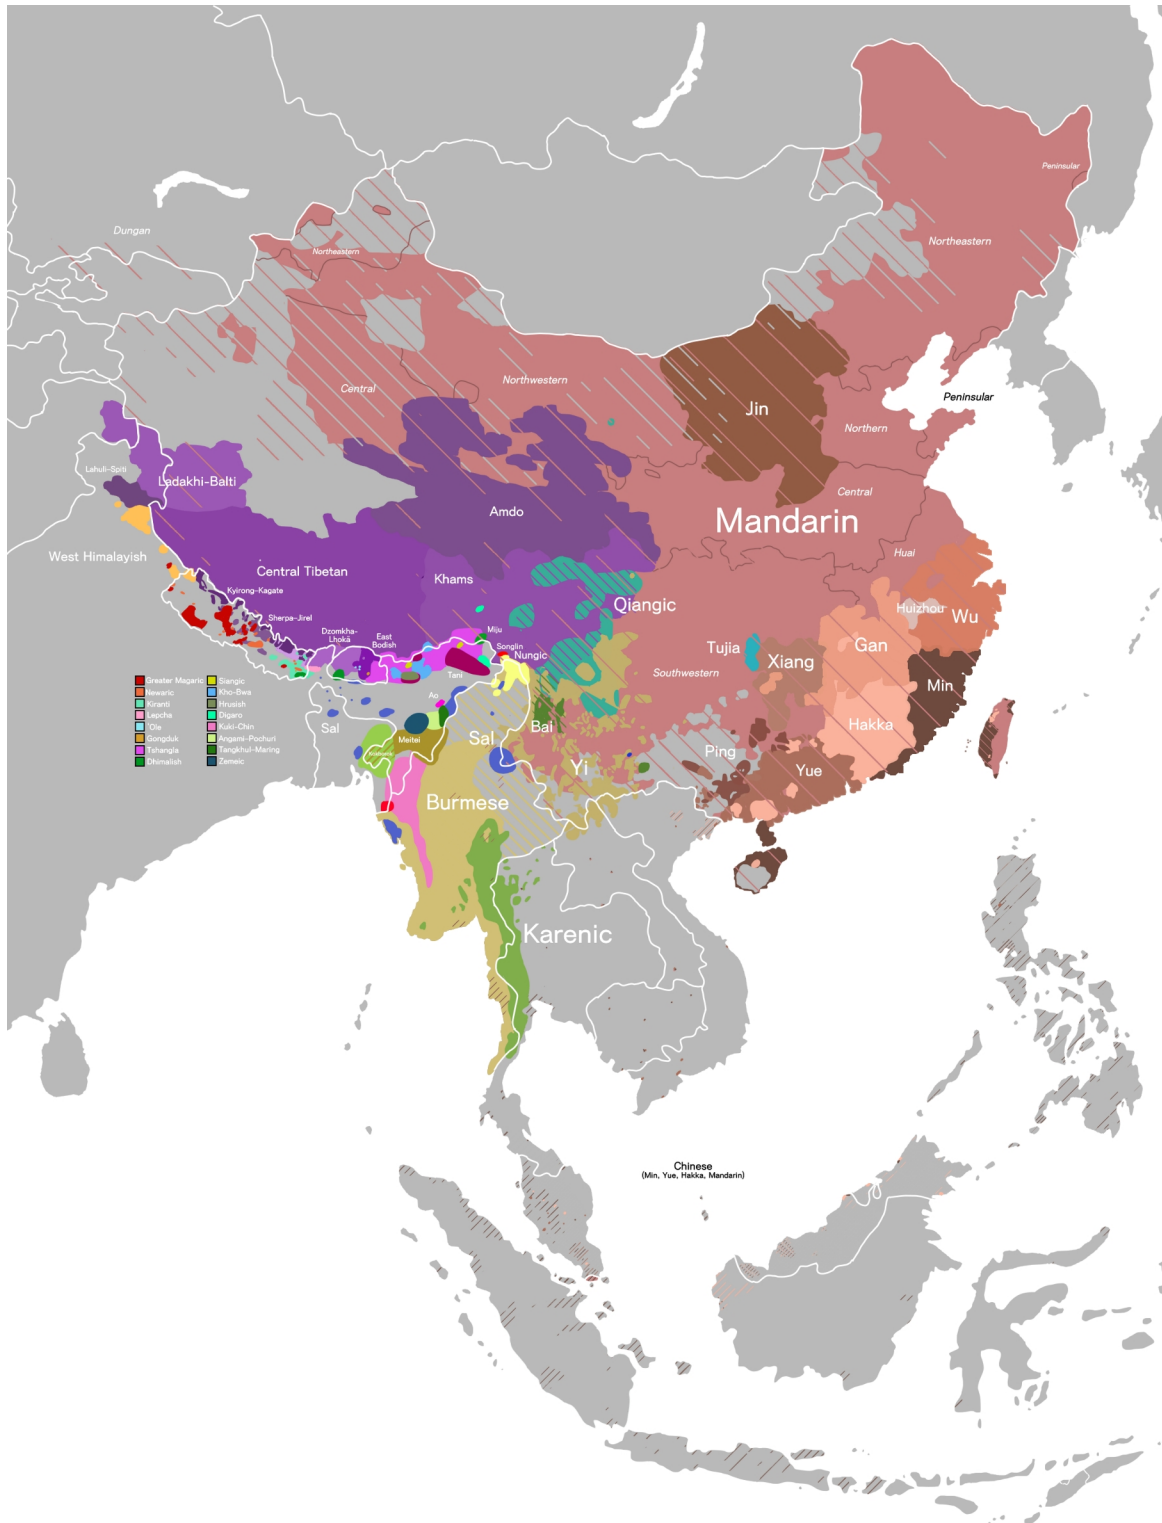 Peninsular
Dungan
Northeastern
Northeastern
Central
Northwestern
Peninsular
Jin
Northern
Lahuli-Spiti
Ladakhi-Balti
Central
Amdo
Mandarin
West Himalayish
Central Tibetan
Huai
Khams
Kyirong-Kagate
Qiangic
Huizhou
Wu
Sherpa-Jirel
Dzomkha-
Lhoka
East
Bodish
Miju
Songlin
Nungic
Tani
Tujia
Xiang
Gan
Southwestern
Min
Greater Magaric
Newaric
Kiranti
Lepcha
'Ole
Gongduk
Tshangla
Dhimalish
Siangic
Kho-Bwa
Hrusish
Digaro
Kuki-Chin
Angami-Pochuri
Tangkhul-Maring
Zemeic
Ao
Sal
Meitei
Sal
Bai
Hakka
Ping
Yi
Yue
Burmese
Karenic
Chinese
(Min, Yue, Hakka, Mandarin)